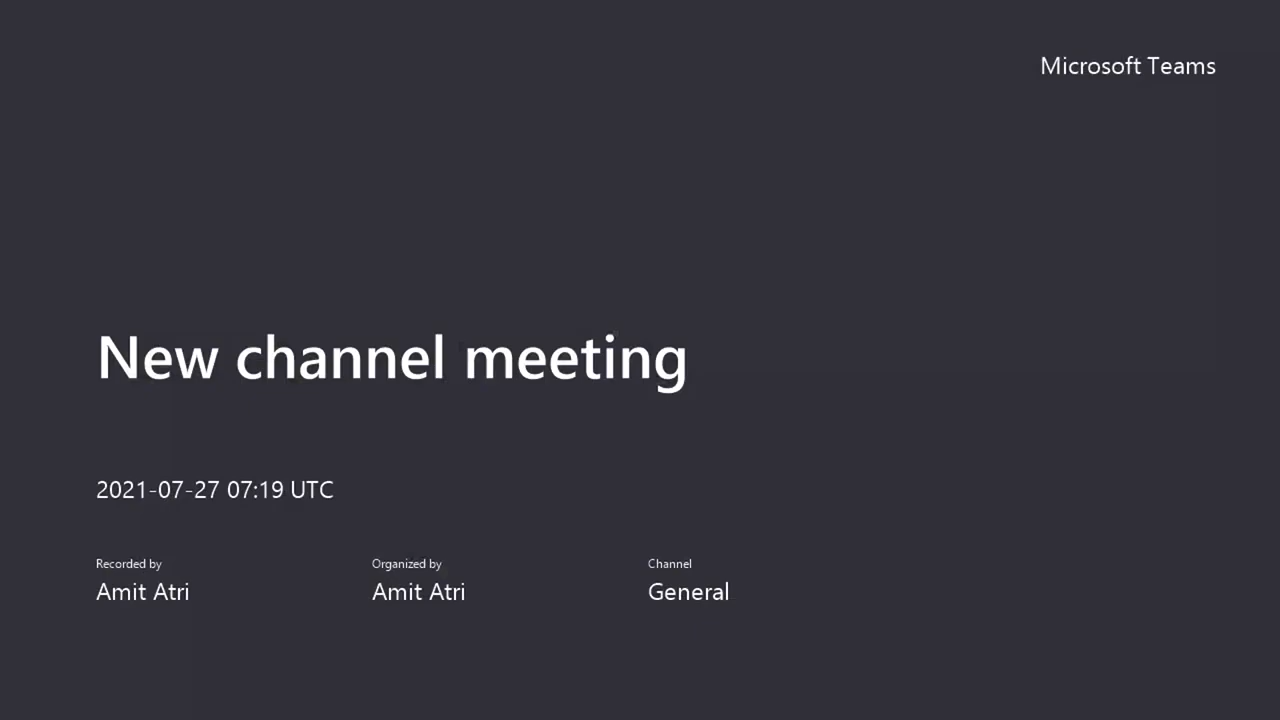 Microsoft Teams
New channel meeting
2021-07-27 07:19 UTC
Recorded by
Amit Atri
Organized by
Amit Atri
Channel
General